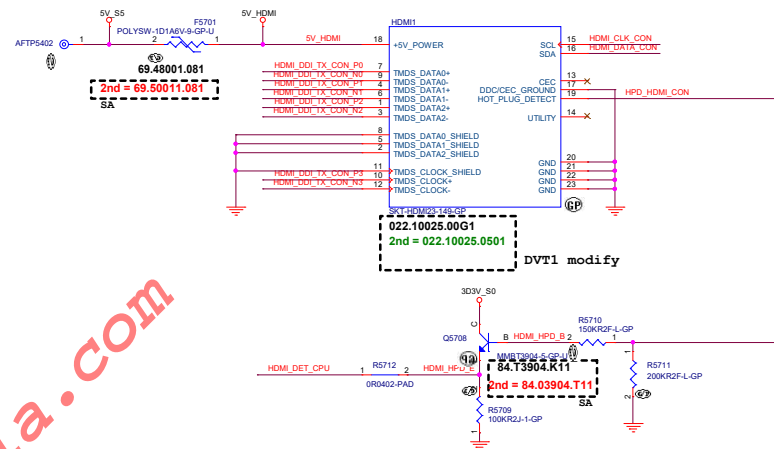 5V_S5
5V_HDMI
F5701
POLYSW-1D1A6V-9-GP-U
AFTP5402
1
2
1
69.48001.081
2nd = 69.50011.081
SA
HDMI1
5V_HDMI
18
+5V_POWER
SCL
15
HDMI_CLK_CON
SDA
16
HDMI_DATA_CON
HDMI_DDI_TX_CON_P0
7
TMDS_DATA0+
HDMI_DDI_TX_CON_N0
9
TMDS_DATA0-
HDMI_DDI_TX_CON_P1
4
TMDS_DATA1+
HDMI_DDI_TX_CON_N1
6
TMDS_DATA1-
HDMI_DDI_TX_CON_P2
1
TMDS_DATA2+
HDMI_DDI_TX_CON_N2
3
TMDS_DATA2-
CEC
13
DDC/CEC_GROUND
17
HOT_PLUG_DETECT
19
HPD_HDMI_CON
UTILITY
14
8
TMDS_DATA0_SHIELD
5
TMDS_DATA1_SHIELD
2
TMDS_DATA2_SHIELD
11
TMDS_CLOCK_SHIELD
HDMI_DDI_TX_CON_P3
10
TMDS_CLOCK+
HDMI_DDI_TX_CON_N3
12
TMDS_CLOCK-
GND
20
GND
21
GND
22
GND
23
SKT-HDMI23-149-GP
GP
022.10025.00G1
2nd = 022.10025.0501
DVT1 modify
3D3V_S0
C
Q5708
B
HDMI_HPD_B
2
R5710
150KR2F-L-GP
1
MMBT3904-5-GP-U
84.T3904.K11
2nd = 84.03904.T11
SA
HDMI_DET_CPU
1
R5712
2
0R0402-PAD
HDMI_HPD_E
2
R5709
100KR2J-1-GP
1
1
R5711
200KR2F-L-GP
2
a.com